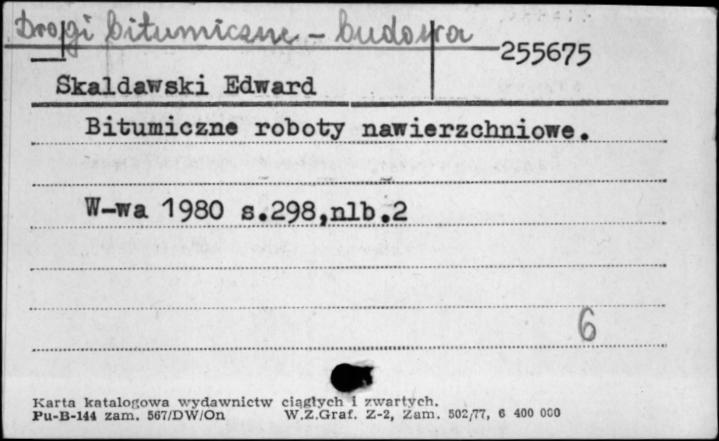 Drogi bitumiczne - budowa
255675
Skaldawski Edward
Bitumiczne roboty nawierzchniowe.
W-wa 1980 s.298,nlb.2
6
Karta katalogowa wydawnictw ciągłych i zwartych.
Pu-B-144 zam. 567/DW/On W.Z.Graf. Z-2, Zam. 502/77, 6 400 000